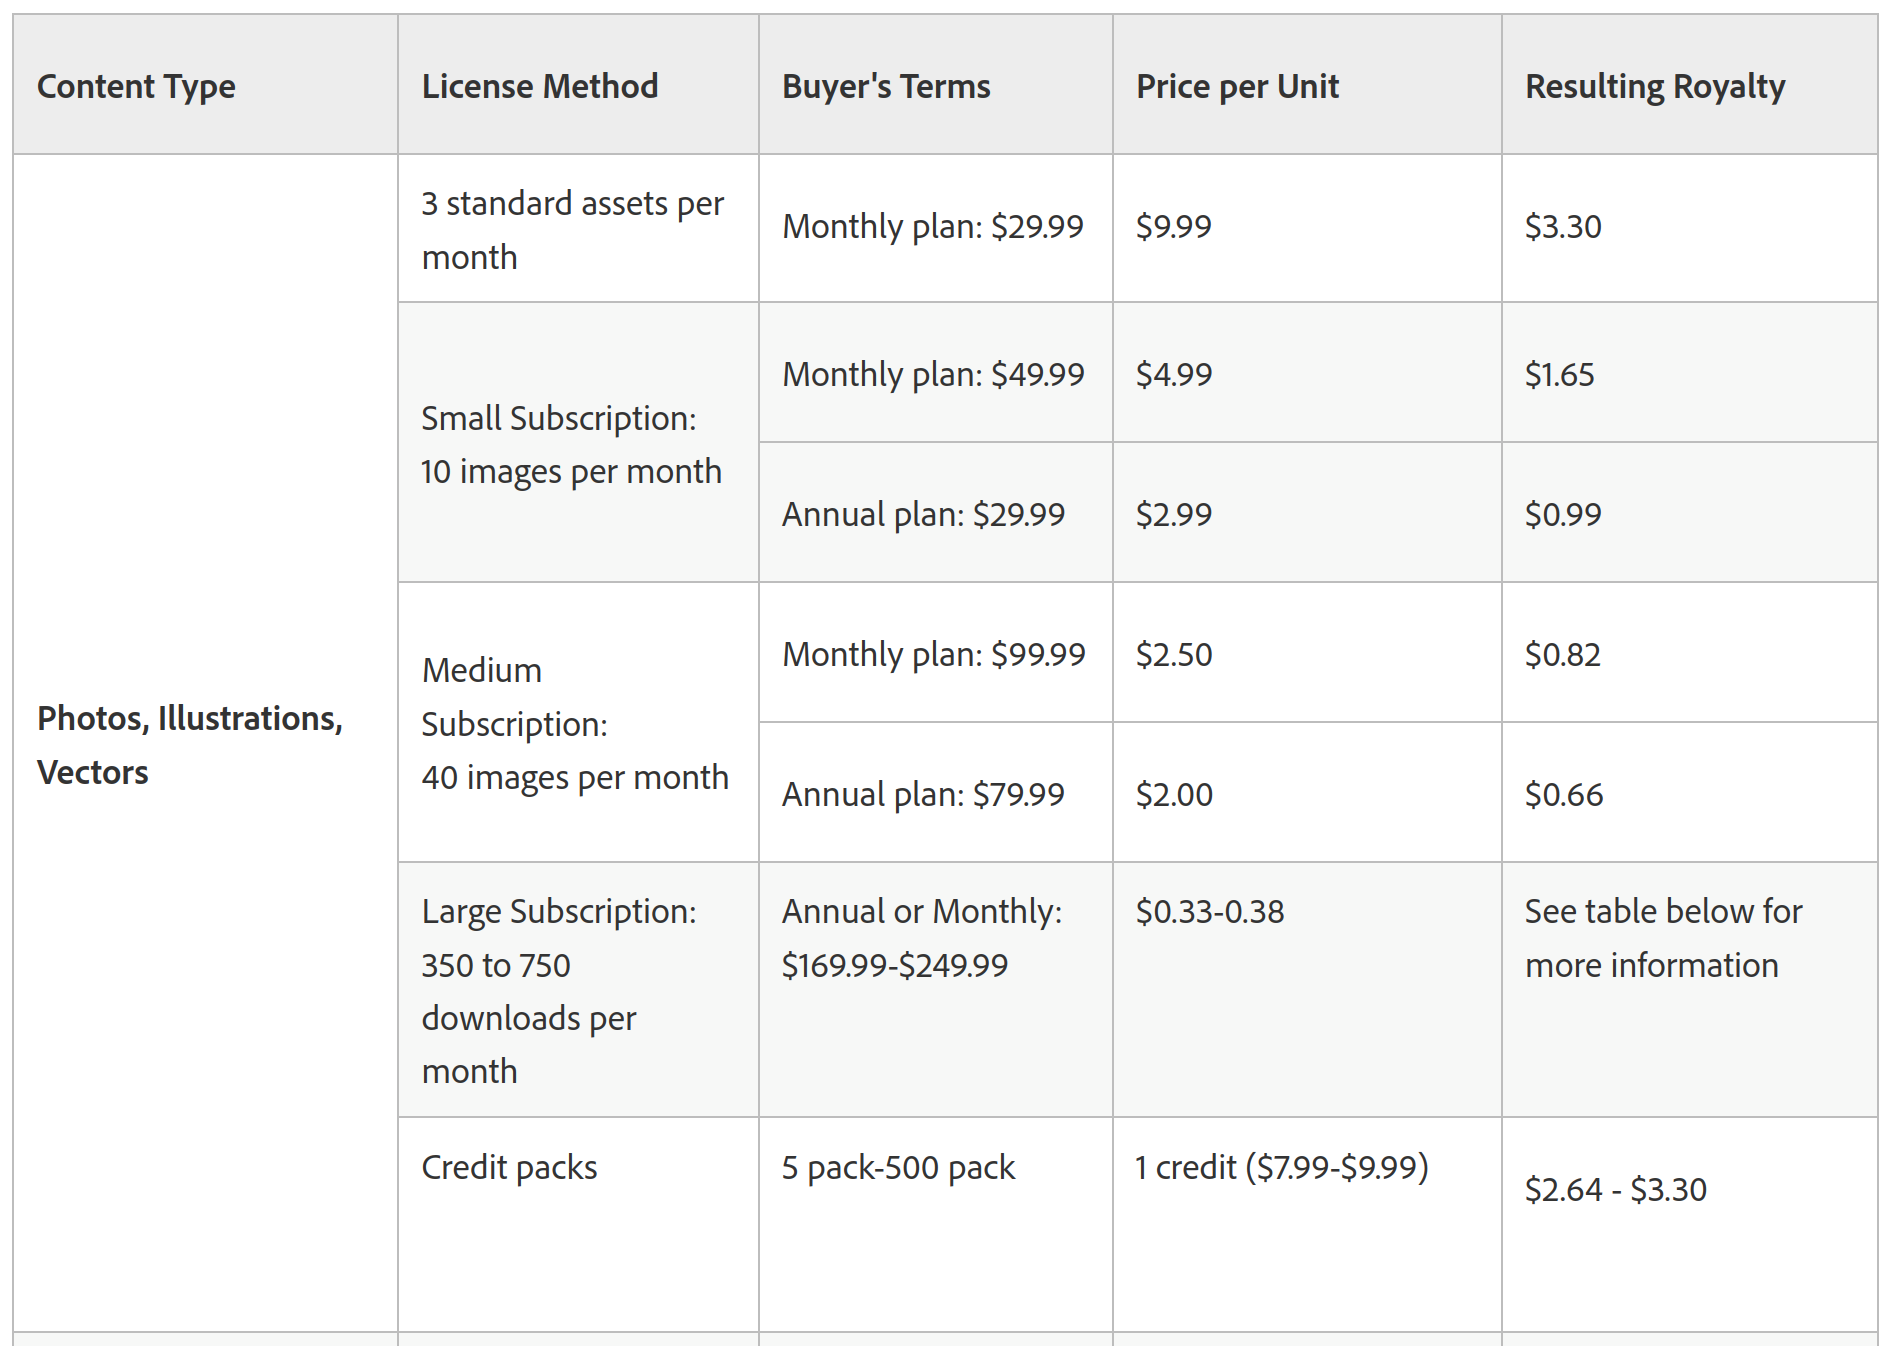 Content Type
License Method
Buyer's Terms
Price per Unit
Resulting Royalty
Photos, Illustrations,
Vectors
3 standard assets per
month
Monthly plan: $29.99
$9.99
$3.30
Small Subscription:
10 images per month
Monthly plan: $49.99
$4.99
$1.65
Annual plan: $29.99
$2.99
$0.99
Medium
Subscription:
40 images per month
Monthly plan: $99.99
$2.50
$0.82
Annual plan: $79.99
$2.00
$0.66
Large Subscription:
350 to 750
downloads per
month
Annual or Monthly:
$169.99-$249.99
$0.33-0.38
See table below for
more information
Credit packs
5 pack-500 pack
1 credit ($7.99-$9.99)
$2.64 - $3.30